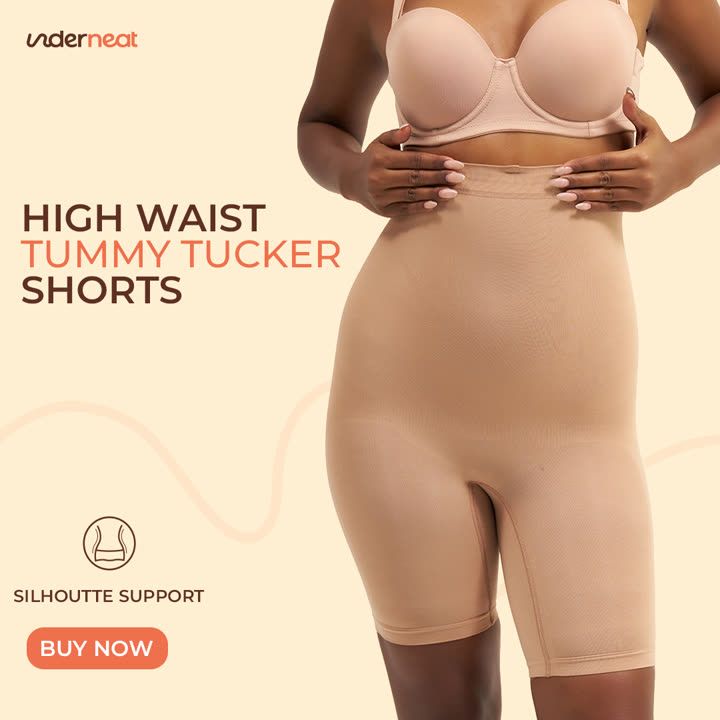 underneat
HIGH WAIST
TUMMY TUCKER
SHORTS
SILHOUTTE SUPPORT
BUY NOW